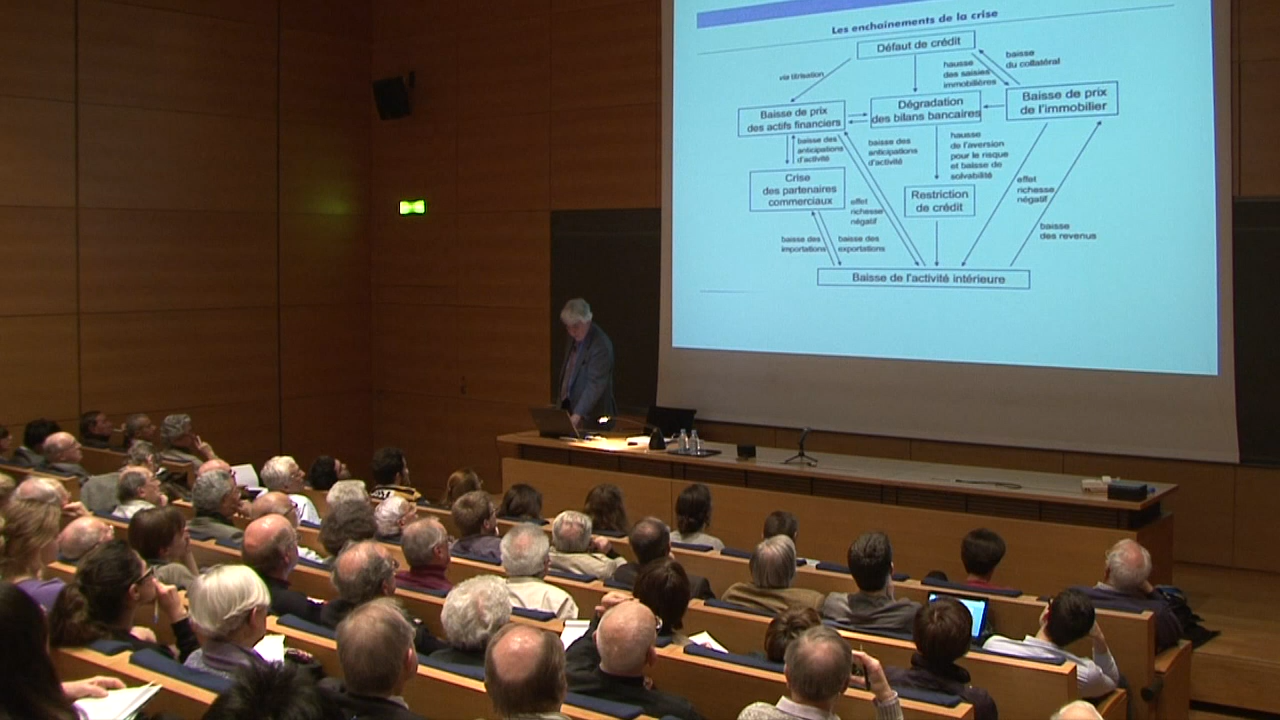 Les enchainements de la crise
Défaut de crédit
baisse
du collatéral
via titrisation
hausse
des saisies
immobilières
Baisse de prix
des actifs financiers
Dégradation
des bilans bancaires
Baisse de prix
de l'immobilier
baisse des
anticipations
d'activité
baisse des
anticipations
d'activité
hausse
de l'aversion
pour le risque
et baisse de
solvabilité
Crise
des partenaires
commerciaux
effet
richesse
négatif
Restriction
de crédit
effet
richesse
négatif
baisse des
importations
baisse des
exportations
baisse
des revenus
Baisse de l'activité intérieure